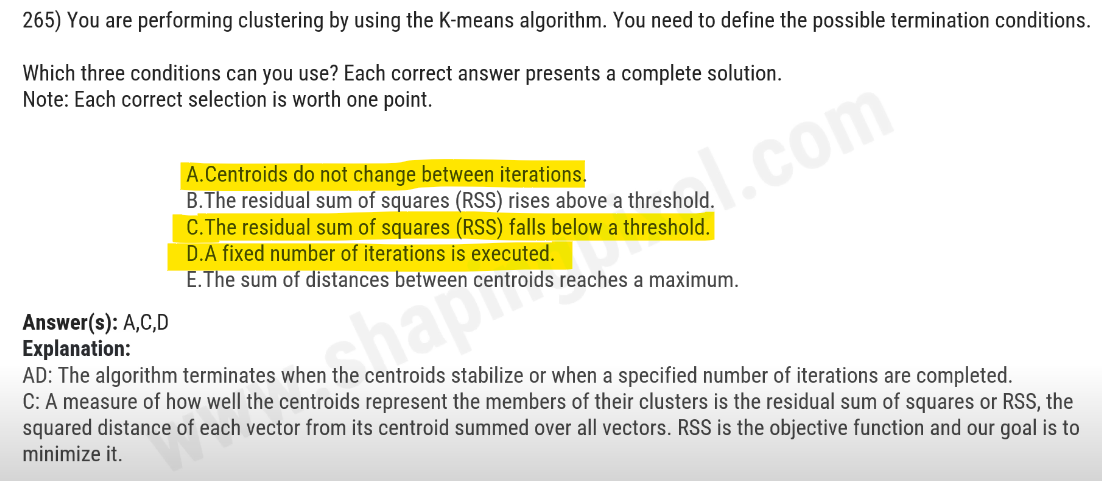 265) You are performing clustering by using the K-means algorithm. You need to define the possible termination conditions.
Which three conditions can you use? Each correct answer presents a complete solution.
Note: Each correct selection is worth one point.
A.Centroids do not change between iterations.
B.The residual sum of squares (RSS) rises above a threshold.
C.The residual sum of squares (RSS) falls below a threshold.
D.A fixed number of iterations is executed.
E.The sum of distances between centroids reaches a maximum.
Answer(s): A,C,D
Explanation:
AD: The algorithm terminates when the centroids stabilize or when a specified number of iterations are completed.
C: A measure of how well the centroids represent the members of their clusters is the residual sum of squares or RSS, the
squared distance of each vector from its centroid summed over all vectors. RSS is the objective function and our goal is to
minimize it.
www.shapingpixel.com